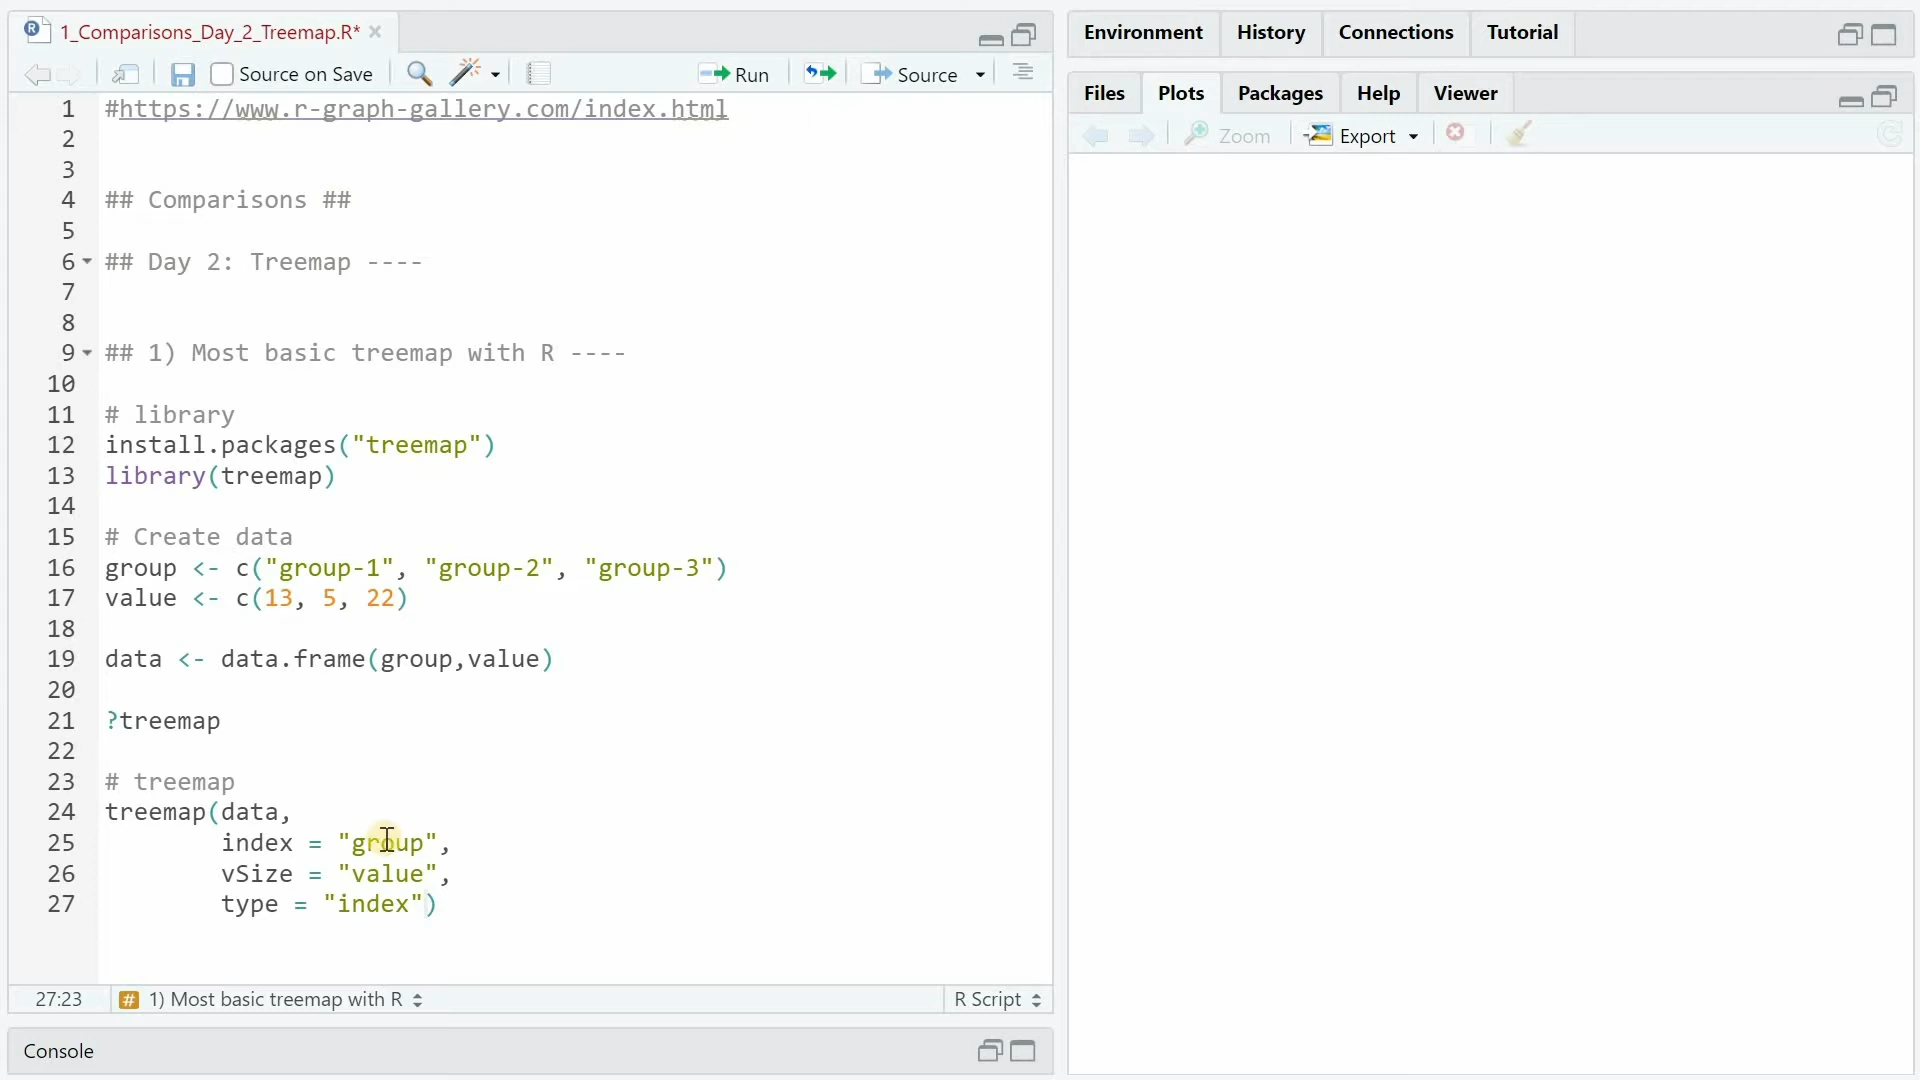 1_Comparisons_Day_2_Treemap.R*
Source on Save
Run
Source
1 #https://www.r-graph-gallery.com/index.html
2
3
4 ## Comparisons ##
5
6 ## Day 2: Treemap ----
7
8
9 ## 1) Most basic treemap with R ----
10
11 # library
12 install.packages("treemap")
13 library(treemap)
14
15 # Create data
16 group <- c("group-1", "group-2", "group-3")
17 value <- c(13, 5, 22)
18
19 data <- data.frame(group,value)
20
21 ?treemap
22
23 # treemap
24 treemap(data,
25 index = "group",
26 vSize = "value",
27 type = "index")
27:23 # 1) Most basic treemap with R R Script
Console
Environment History Connections Tutorial
Files Plots Packages Help Viewer
Zoom Export